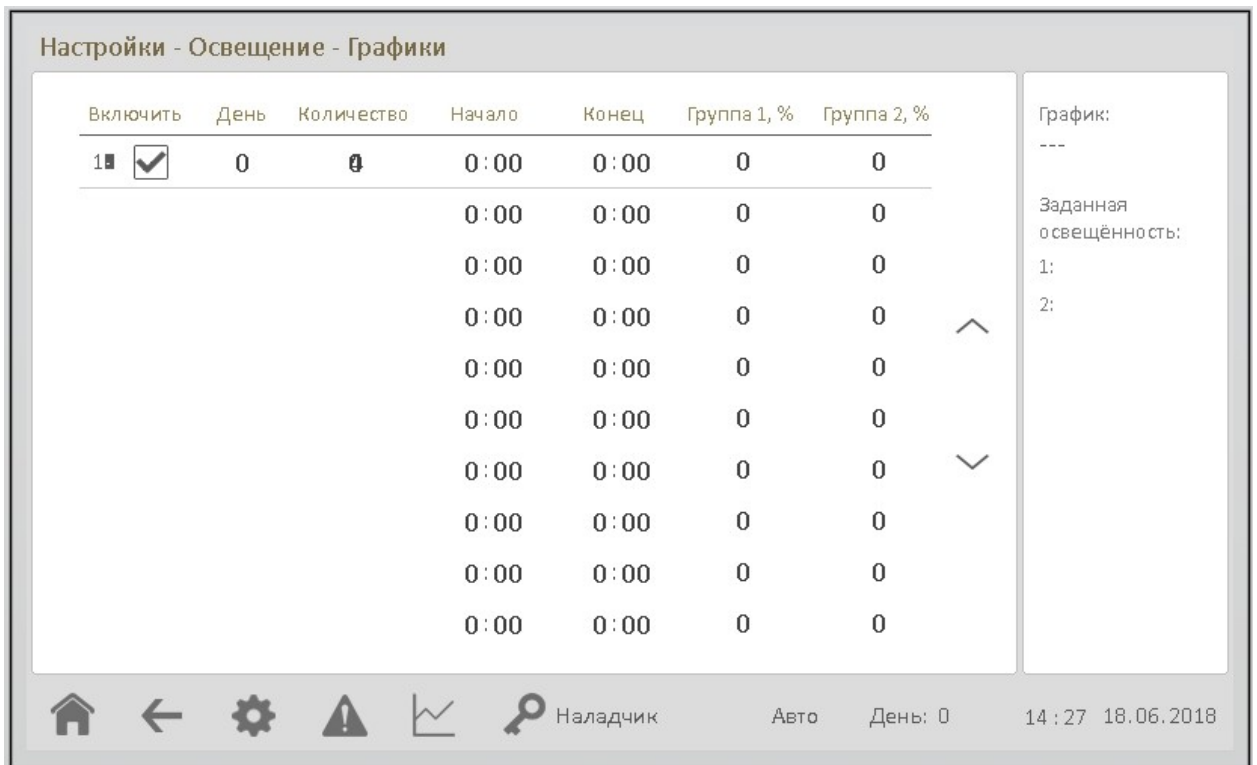 Настройки - Освещение - Графики
Включить День Количество Начало Конец Группа 1, % Группа 2, %
0 0:00 0:00 0 0
0:00 0:00 0 0
0:00 0:00 0 0
0:00 0:00 0 0
0:00 0:00 0 0
0:00 0:00 0 0
0:00 0:00 0 0
0:00 0:00 0 0
0:00 0:00 0 0
0:00 0:00 0 0
График:
---
Заданная
освещённость:
1:
2:
Наладчик Авто День: 0 14:27 18.06.2018